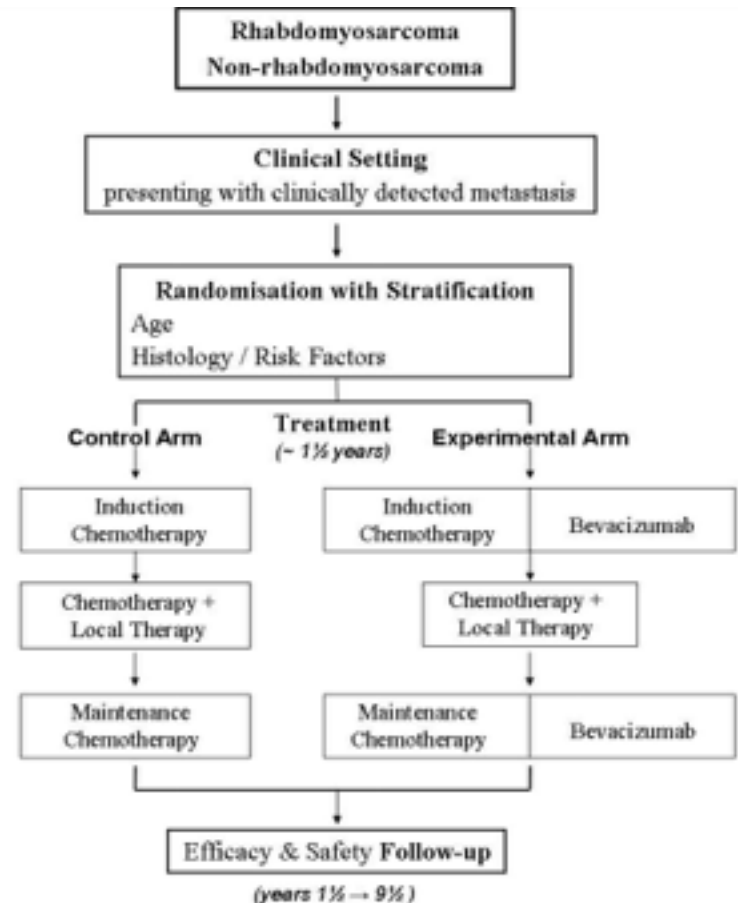 Rhabdomyosarcoma
Non-rhabdomyosarcoma
Clinical Setting
presenting with clinically detected metastasis
Randomisation with Stratification
Age
Histology / Risk Factors
Control Arm
Treatment
(~ 1½ years)
Experimental Arm
Induction
Chemotherapy
Induction
Chemotherapy
Bevacizumab
Chemotherapy +
Local Therapy
Chemotherapy +
Local Therapy
Maintenance
Chemotherapy
Maintenance
Chemotherapy
Bevacizumab
Efficacy & Safety Follow-up
(years 1½ → 9½ )